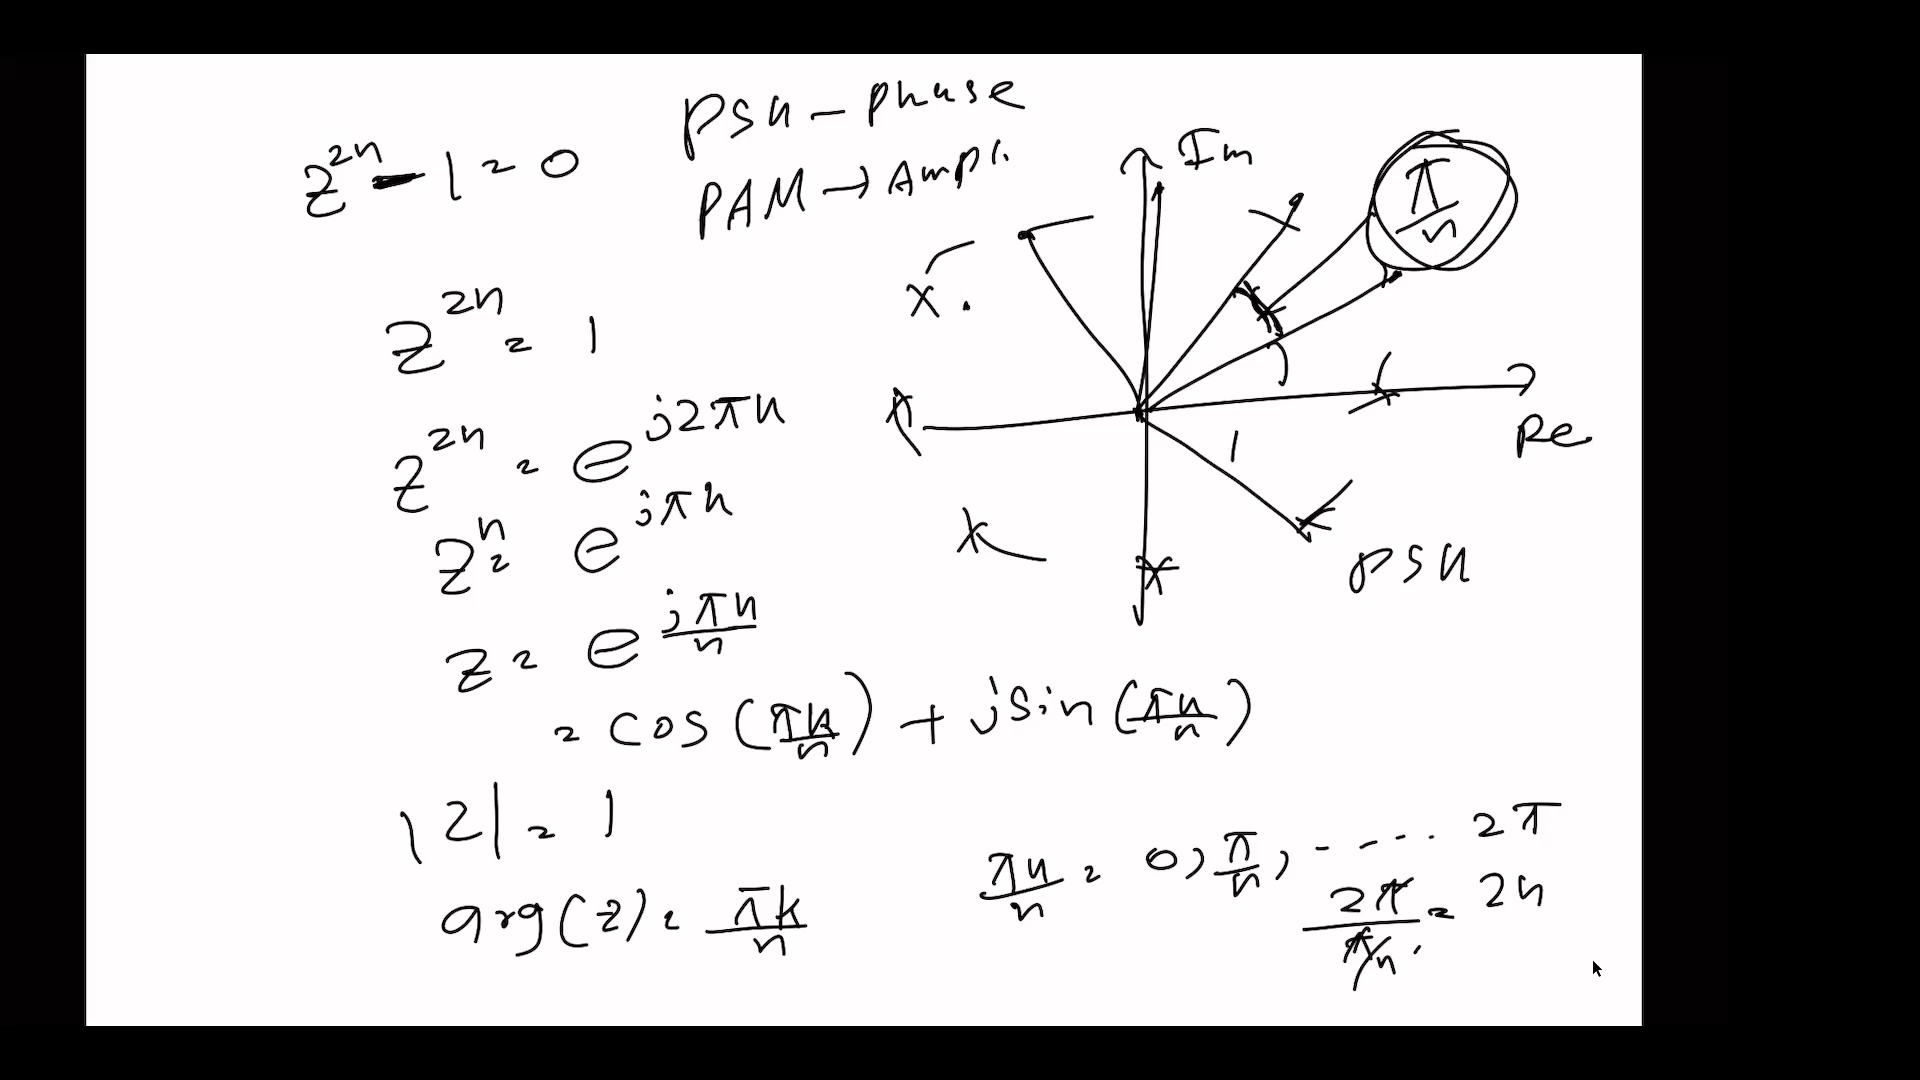 PSK - phase
z^{2n} - 1 = 0
PAM → Ampl.
Im
π/n
z^{2n} = 1
z^{2n} = e^{j2πk}
Re
1
z^n = e^{jπk}
PSK
z = e^{jπk/n}
= cos(πk/n) + jsin(πk/n)
|z| = 1
πk/n = 0, π/n, ---- 2π
arg(z) = πk/n
2π/π/n = 2n